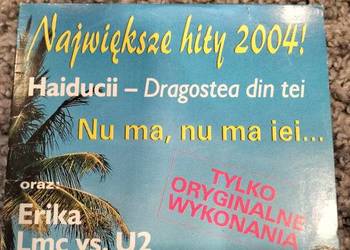 Największe hity 2004!
Haiducii – Dragostea din tei
Nu ma, nu ma iei...
TYLKO
ORYGINALNE
WYKONANIA
oraz:
Erika
Lmc vs. U2